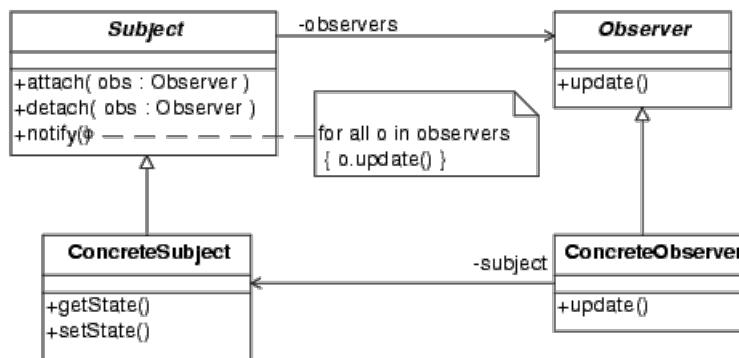 Subject
-observers
Observer
+attach( obs : Observer )
+detach( obs : Observer )
+notify()
+update()
for all o in observers
{ o.update() }
ConcreteSubject
-subject
ConcreteObserver
+getState()
+setState()
+update()